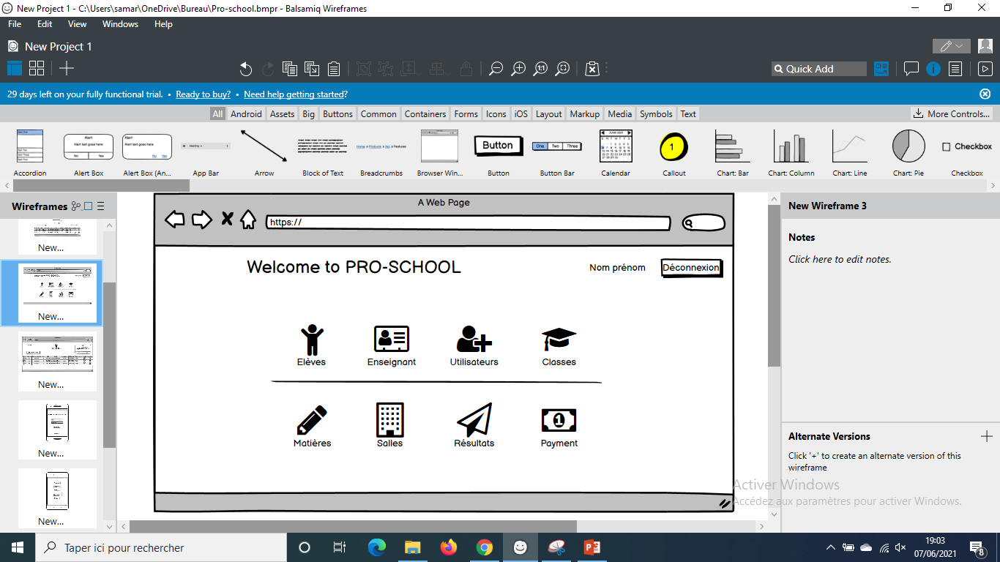 New Project 1 - C:\Users\samar\OneDrive\Bureau\Pro-school.bmpr - Balsamiq Wireframes
File Edit View Windows Help
New Project 1
Quick Add
29 days left on your fully functional trial. • Ready to buy? • Need help getting started?
All Android Assets Big Buttons Common Containers Forms Icons iOS Layout Markup Media Symbols Text More Controls...
Accordion Alert Box Alert Box (An... App Bar Arrow Block of Text Breadcrumbs Browser Win... Button Button Bar Calendar Callout Chart: Bar Chart: Column Chart: Line Chart: Pie Checkbox
Alert
Alert text goes here
No Yes
Alert
Alert text goes here
No Yes
Button
One Two Three
1
Checkbox
Wireframes
New...
New...
New...
New...
New...
A Web Page
https://
Welcome to PRO-SCHOOL
Nom prénom
Déconnexion
Elèves Enseignant Utilisateurs Classes
Matières Salles Résultats Payment
New Wireframe 3
Notes
Click here to edit notes.
Alternate Versions
Click '+' to create an alternate version of this
wireframe
Activer Windows
Accédez aux paramètres pour activer Windows.
Taper ici pour rechercher
19:03
07/06/2021
8